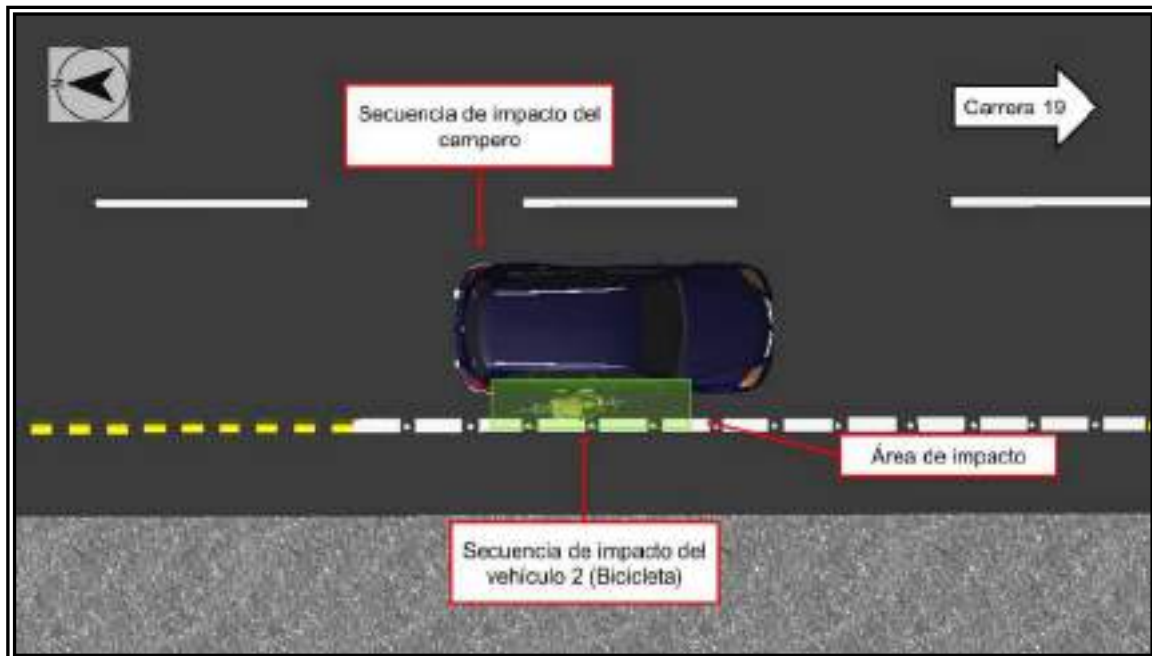 Secuencia de impacto del
campero
Carrera 19
Área de impacto
Secuencia de impacto del
vehículo 2 (Bicicleta)